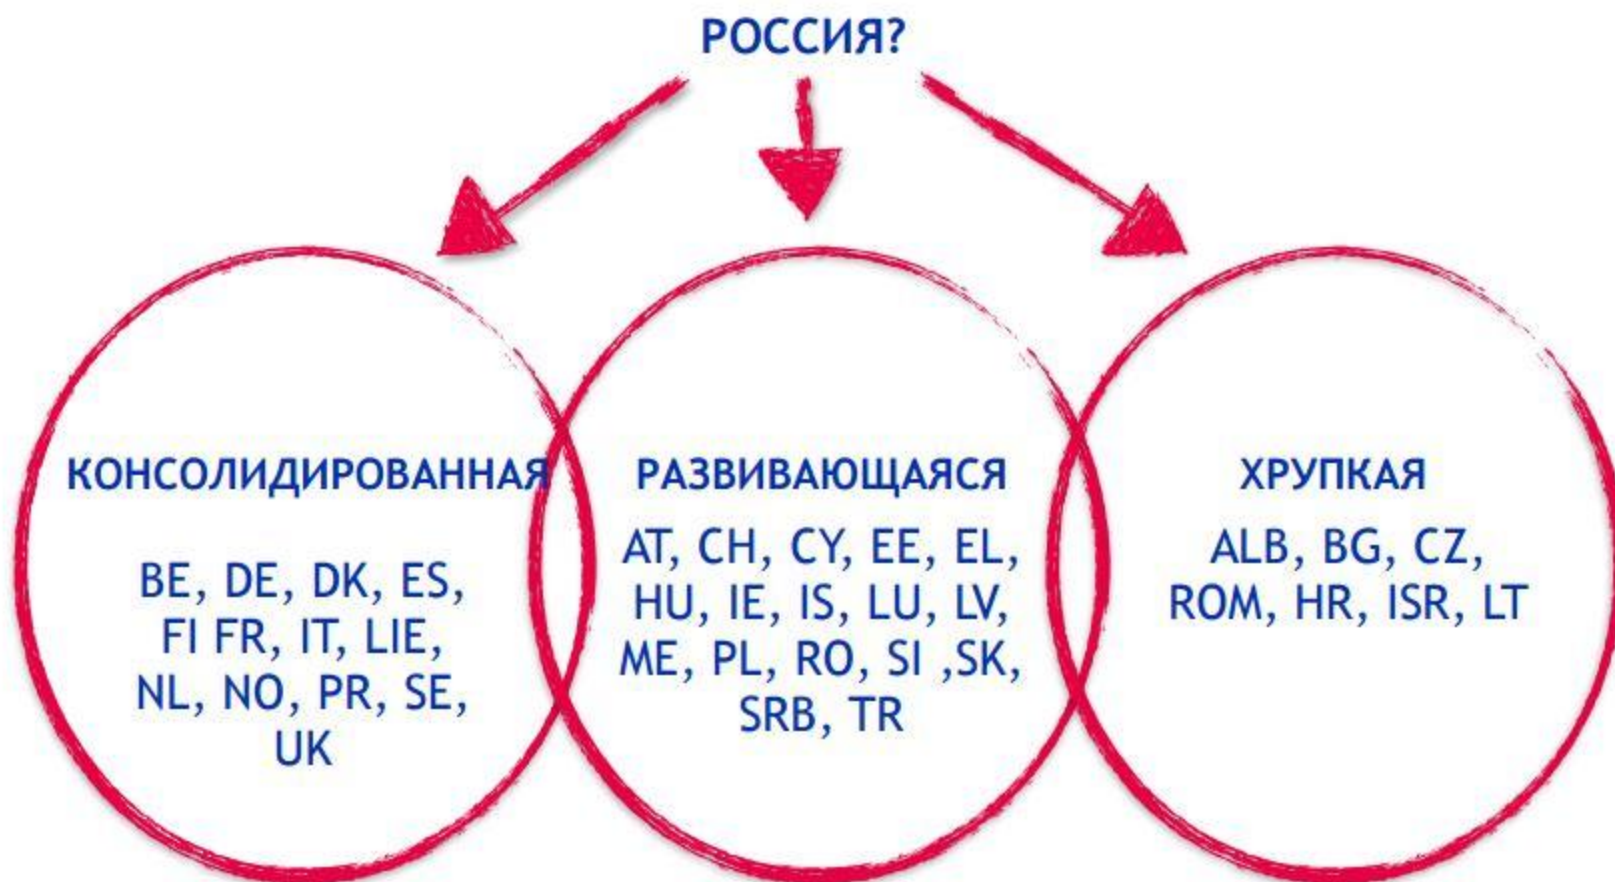 РОССИЯ?
КОНСОЛИДИРОВАННАЯ
BE, DE, DK, ES,
FI FR, IT, LIE,
NL, NO, PR, SE,
UK
РАЗВИВАЮЩАЯСЯ
AT, CH, CY, EE, EL,
HU, IE, IS, LU, LV,
ME, PL, RO, SI ,SK,
SRB, TR
ХРУПКАЯ
ALB, BG, CZ,
ROM, HR, ISR, LT